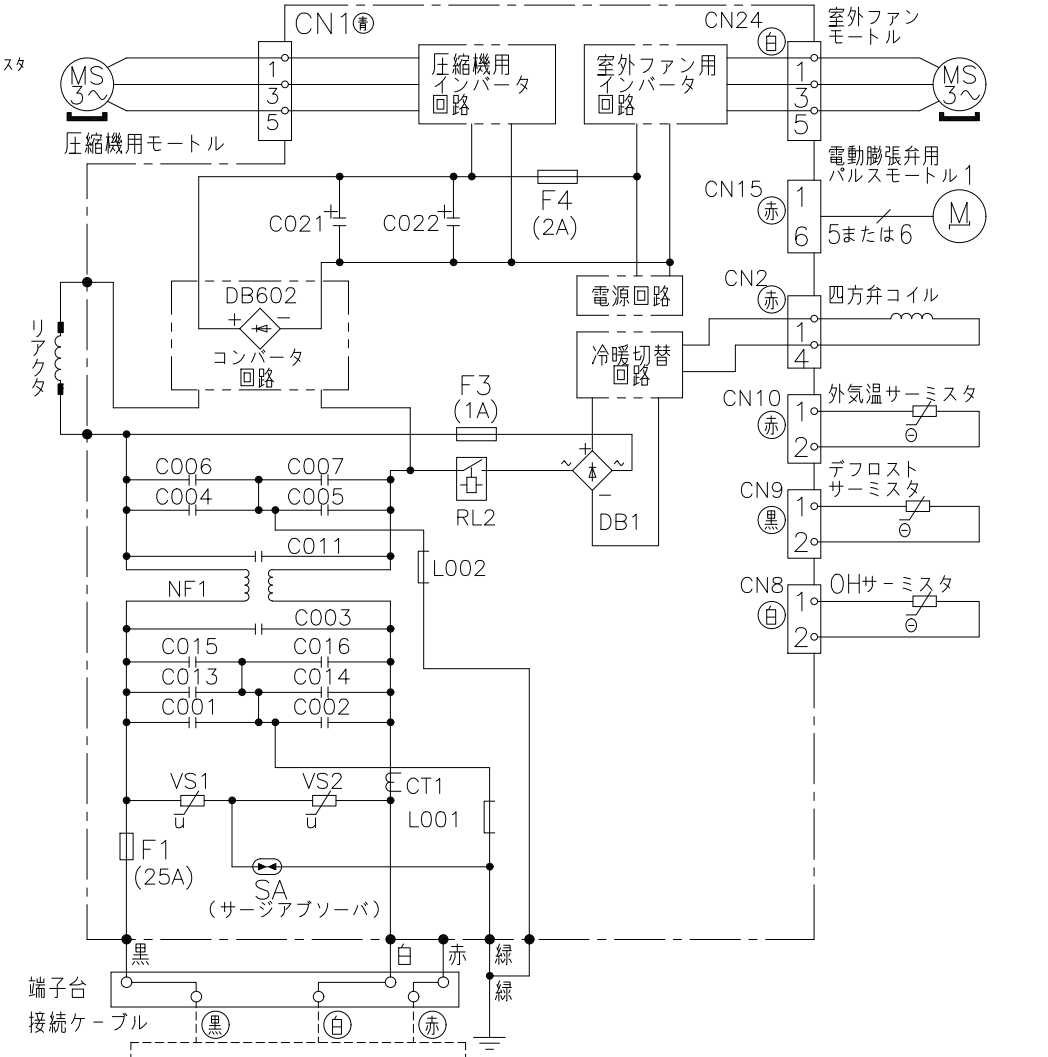 CN1 青
CN24
白
室外ファン
モートル
スタ
MS
3～
1
3
5
圧縮機用
インバータ
回路
室外ファン用
インバータ
回路
1
3
5
MS
3～
圧縮機用モートル
電動膨張弁用
パルスモートル1
CN15
赤
1
6
M
5または6
C021
+
C022
+
F4
(2A)
電源回路
CN2
赤
四方弁コイル
1
4
DB602
+
−
コンバータ
回路
リアクタ
冷暖切替
回路
F3
(1A)
CN10
赤
外気温サーミスタ
1
2
Θ
C006
C007
C004
C005
RL2
～
+
～
−
DB1
デフロスト
サーミスタ
CN9
黒
1
2
Θ
C011
L002
NF1
CN8
白
OHサーミスタ
1
2
Θ
C003
C015
C016
C013
C014
C001
C002
VS1
u
VS2
u
CT1
L001
F1
(25A)
SA
(サージアブソーバ)
黒
白
赤
緑
緑
端子台
接続ケーブル
黒
白
赤